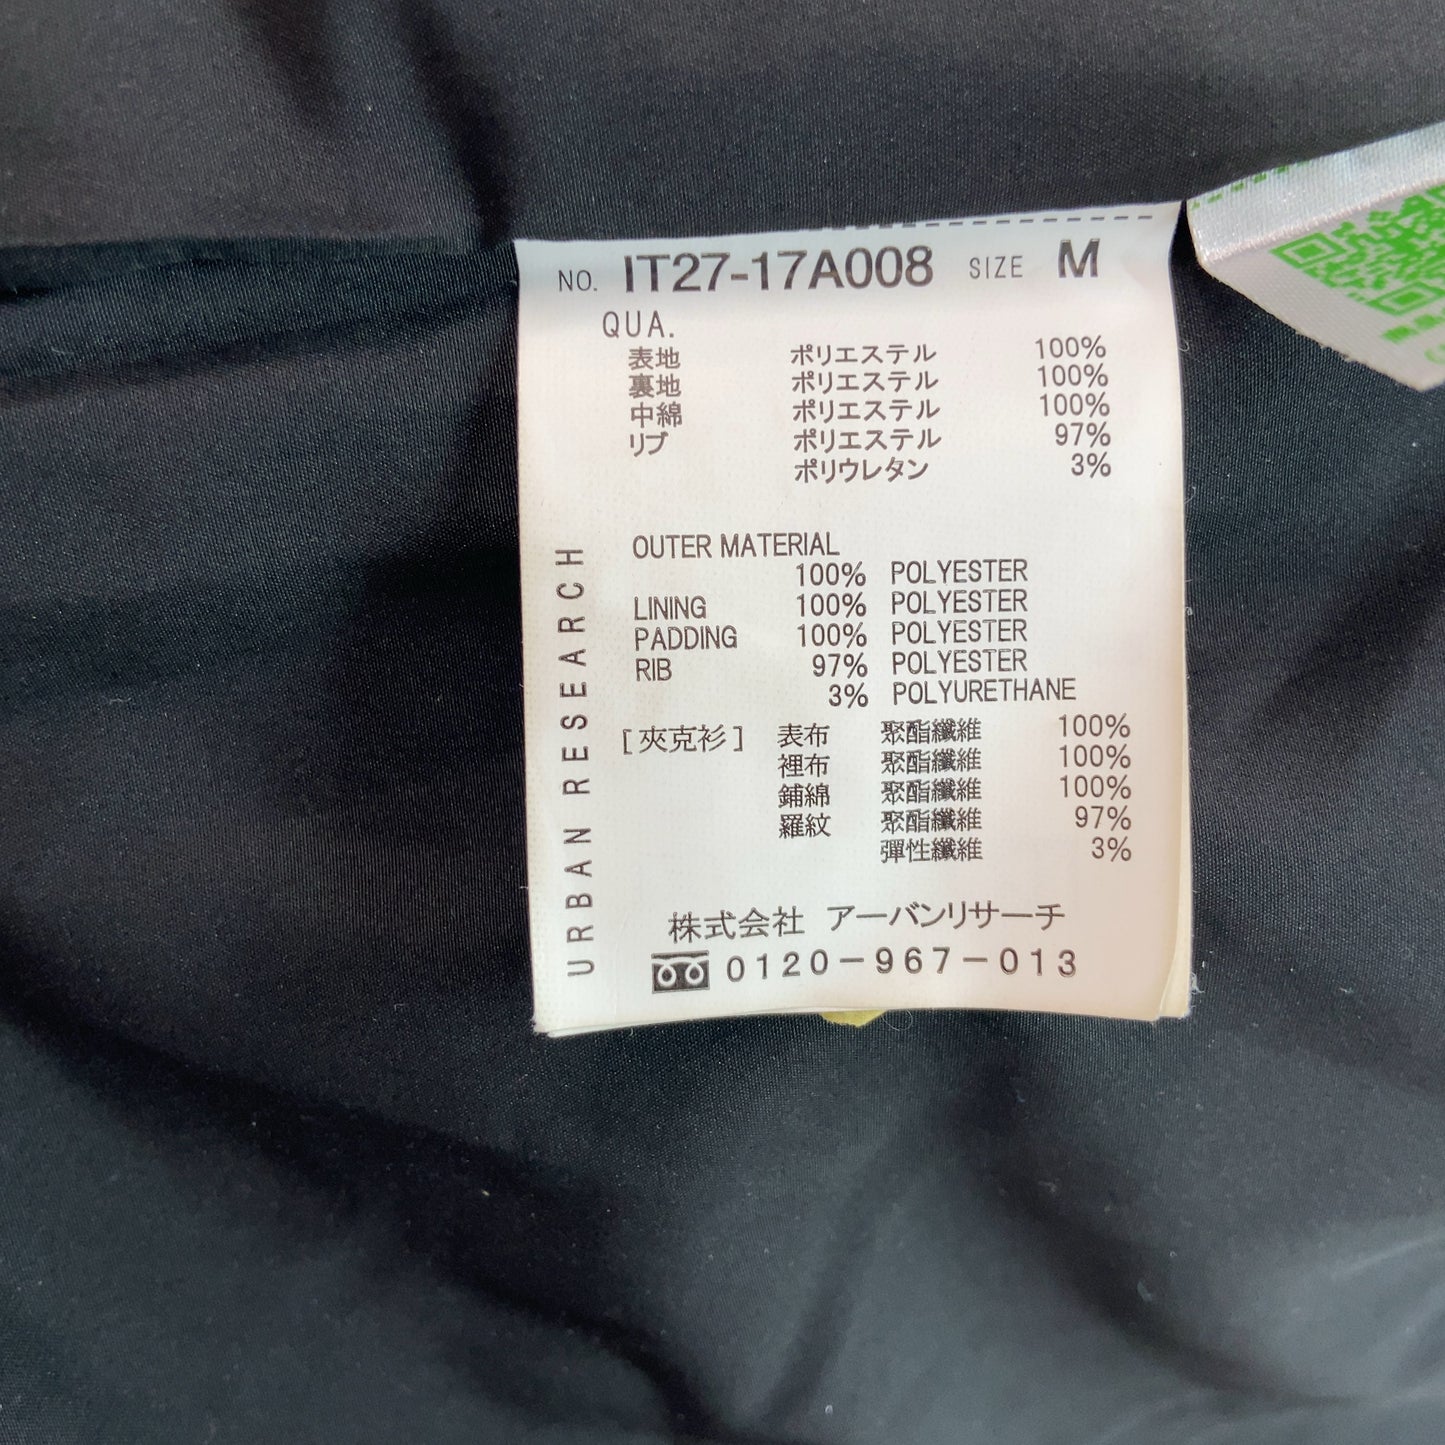 NO. IT27-17A008 SIZE M
QUA.
表地 ポリエステル 100%
裏地 ポリエステル 100%
中綿 ポリエステル 100%
リブ ポリエステル 97%
ポリウレタン 3%
OUTER MATERIAL
100% POLYESTER
LINING 100% POLYESTER
PADDING 100% POLYESTER
RIB 97% POLYESTER
3% POLYURETHANE
[夾克衫] 表布 聚酯纖維 100%
裡布 聚酯纖維 100%
鋪綿 聚酯纖維 100%
羅紋 聚酯纖維 97%
彈性纖維 3%
株式会社 アーバンリサーチ
0120-967-013
URBAN RESEARCH